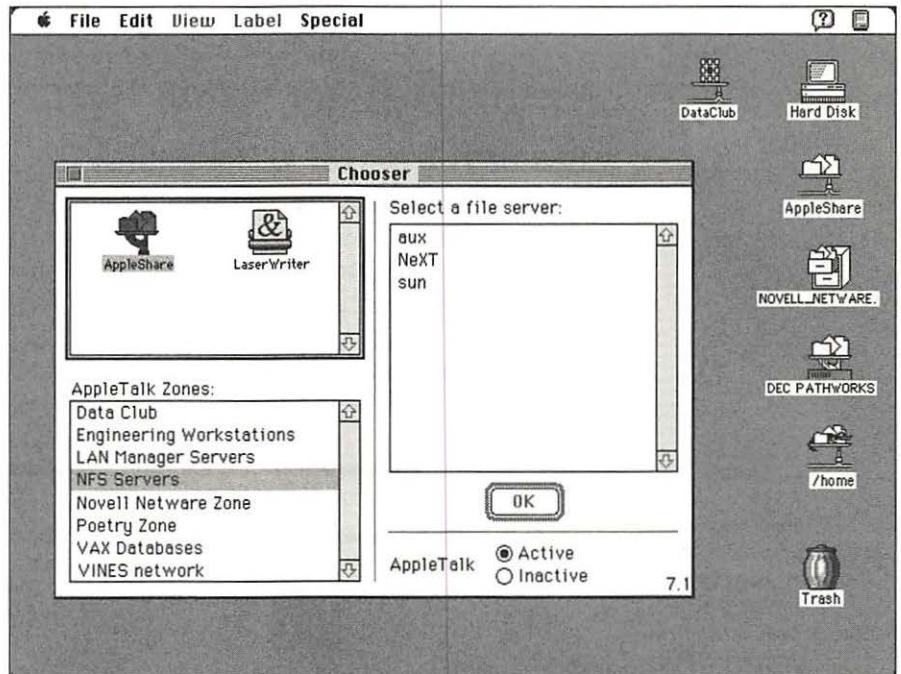 File Edit View Label Special
DataClub
Hard Disk
AppleShare
NOVELL_NETWARE.
DEC PATHWORKS
/home
Trash
Chooser
AppleShare
LaserWriter
AppleTalk Zones:
Data Club
Engineering Workstations
LAN Manager Servers
NFS Servers
Novell Netware Zone
Poetry Zone
VAX Databases
VINES network
Select a file server:
aux
NeXT
sun
OK
AppleTalk
Active
Inactive
7.1